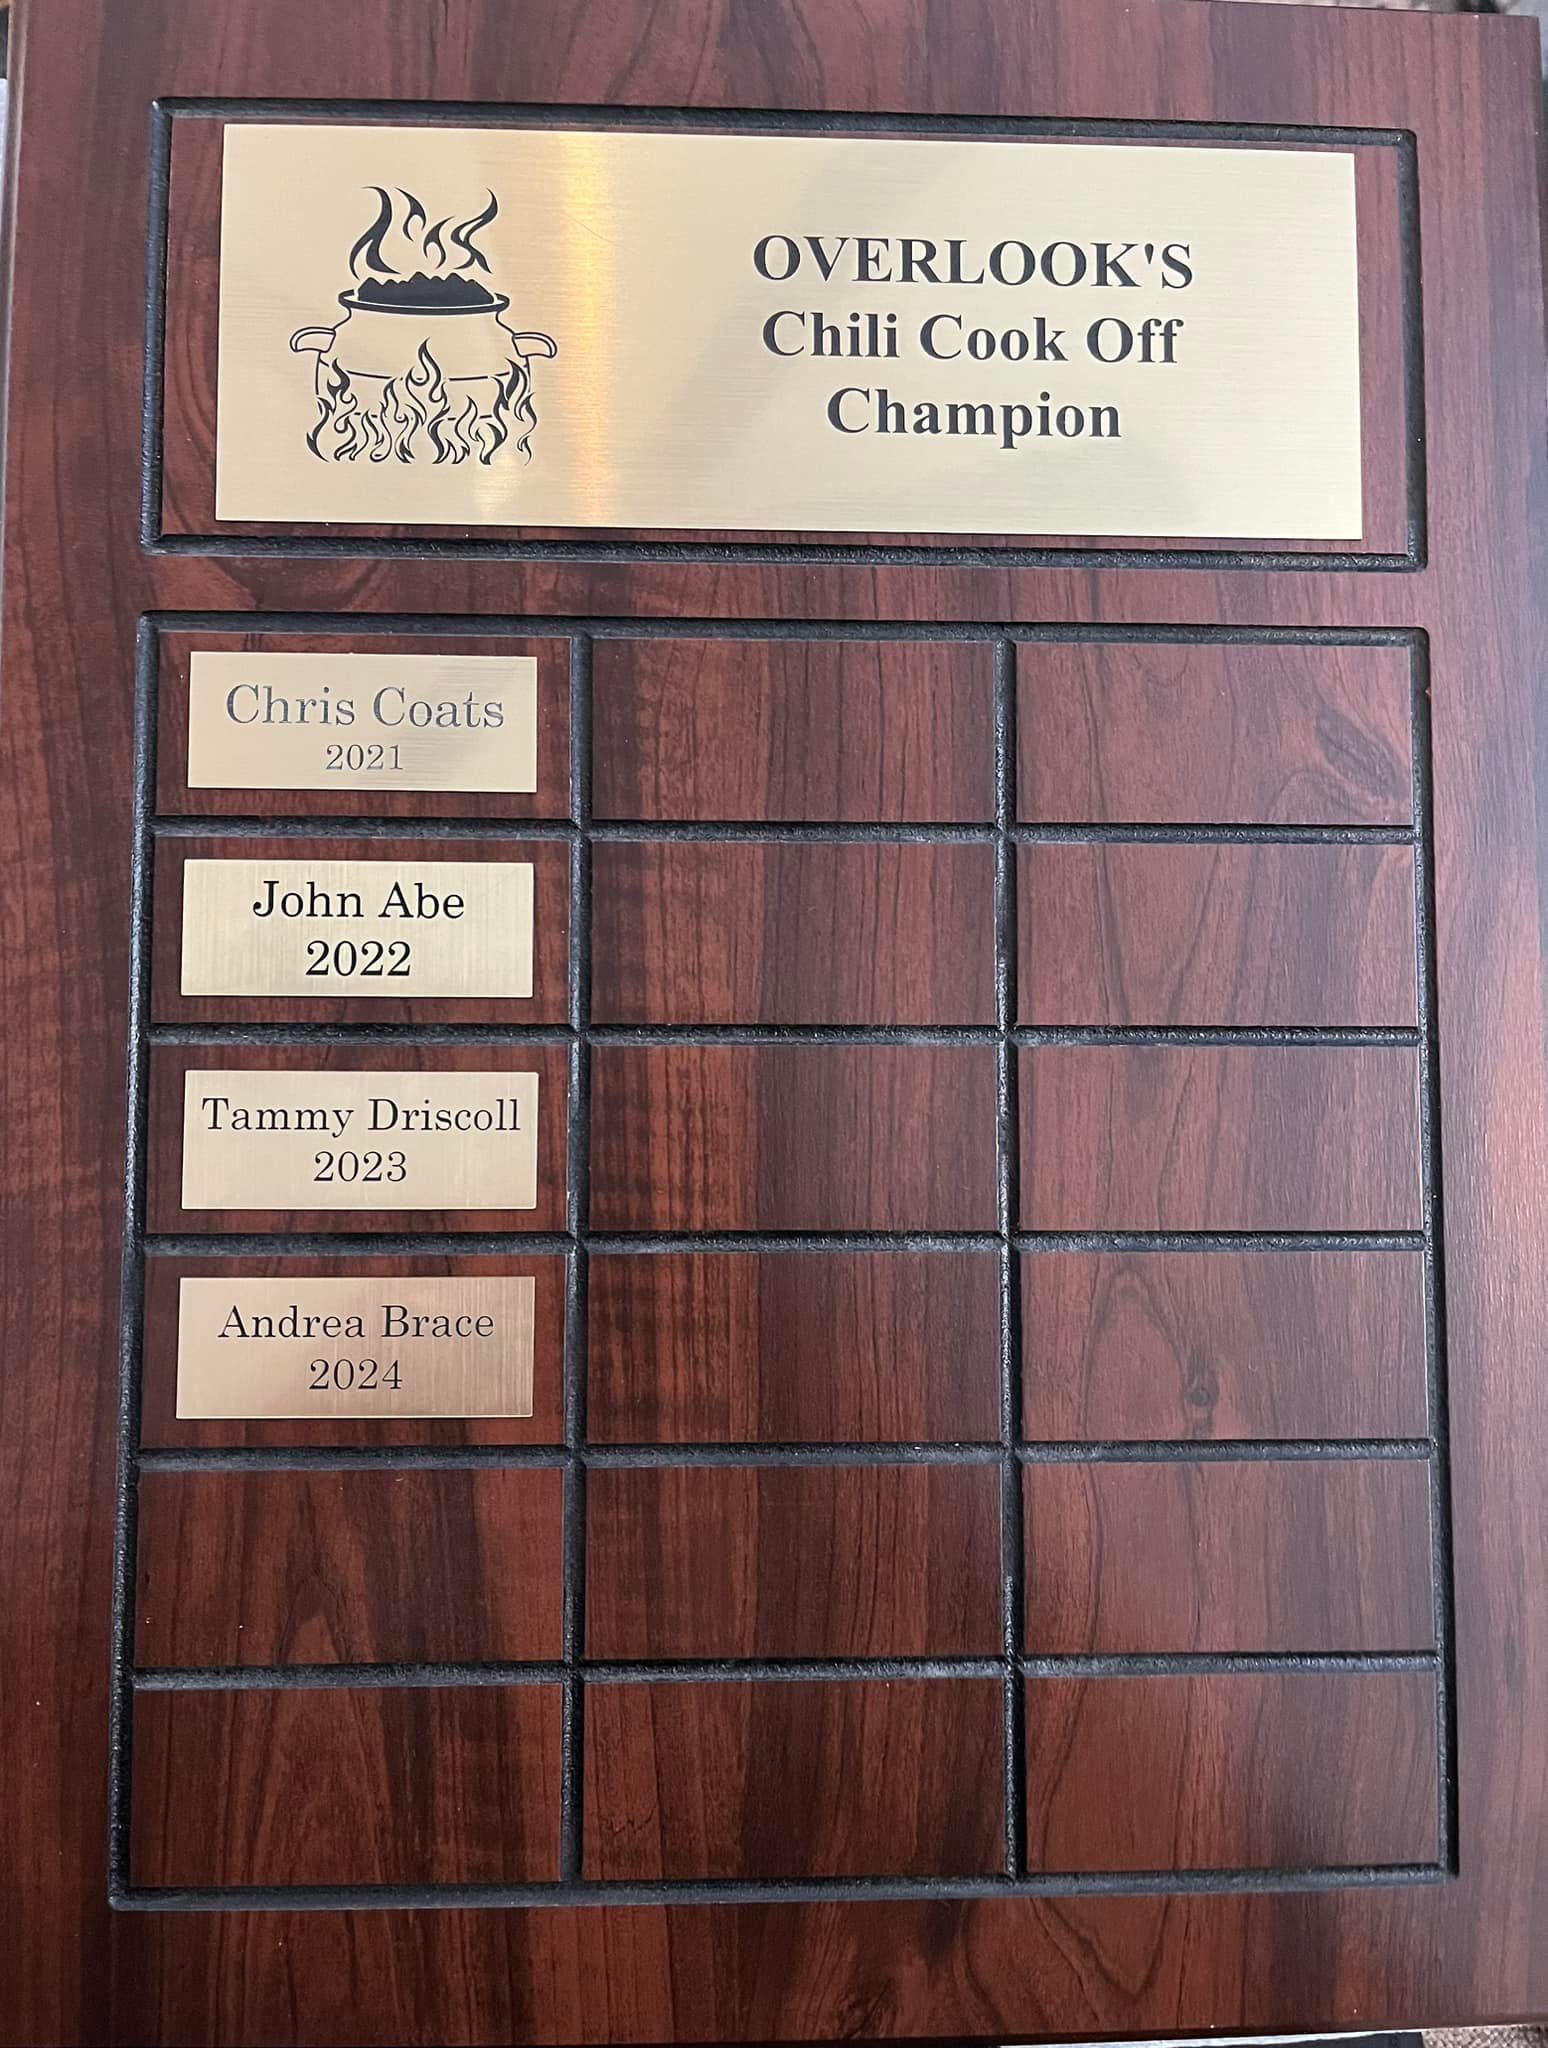 OVERLOOK'S
Chili Cook Off
Champion
Chris Coats
2021
John Abe
2022
Tammy Driscoll
2023
Andrea Brace
2024